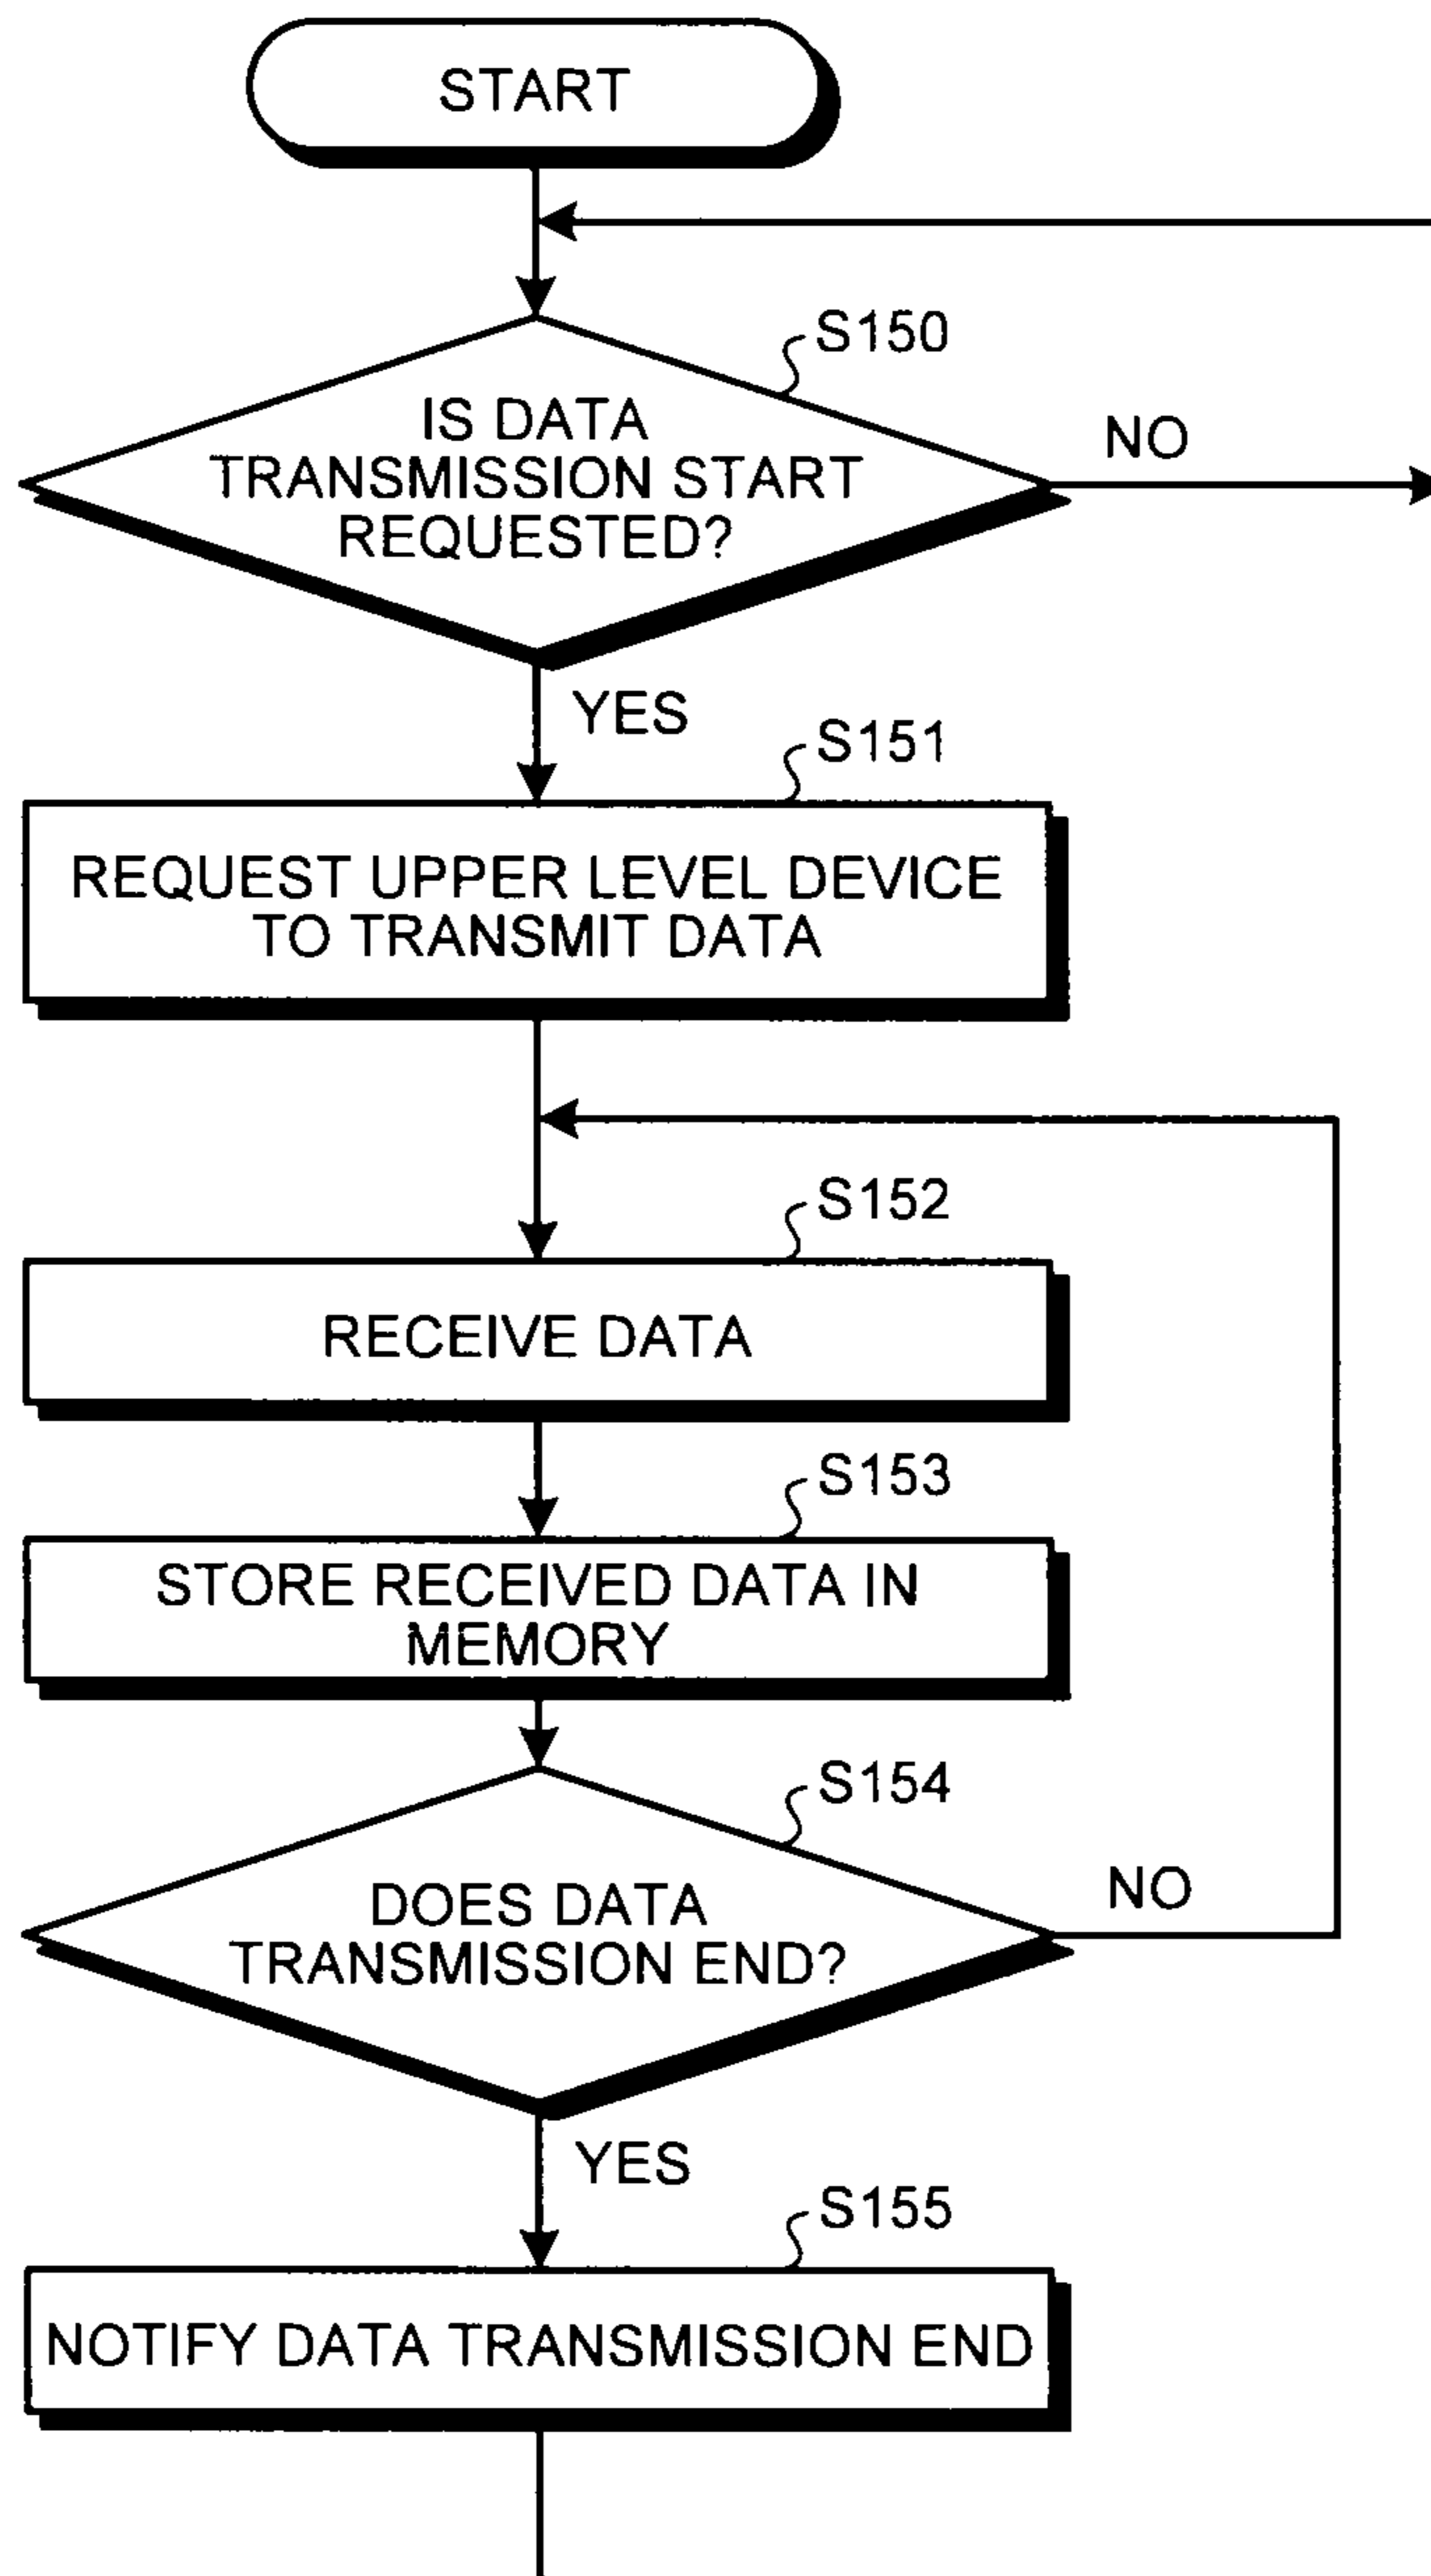 START
S150
IS DATA
TRANSMISSION START
REQUESTED?
NO
YES
S151
REQUEST UPPER LEVEL DEVICE
TO TRANSMIT DATA
S152
RECEIVE DATA
S153
STORE RECEIVED DATA IN
MEMORY
S154
DOES DATA
TRANSMISSION END?
NO
YES
S155
NOTIFY DATA TRANSMISSION END